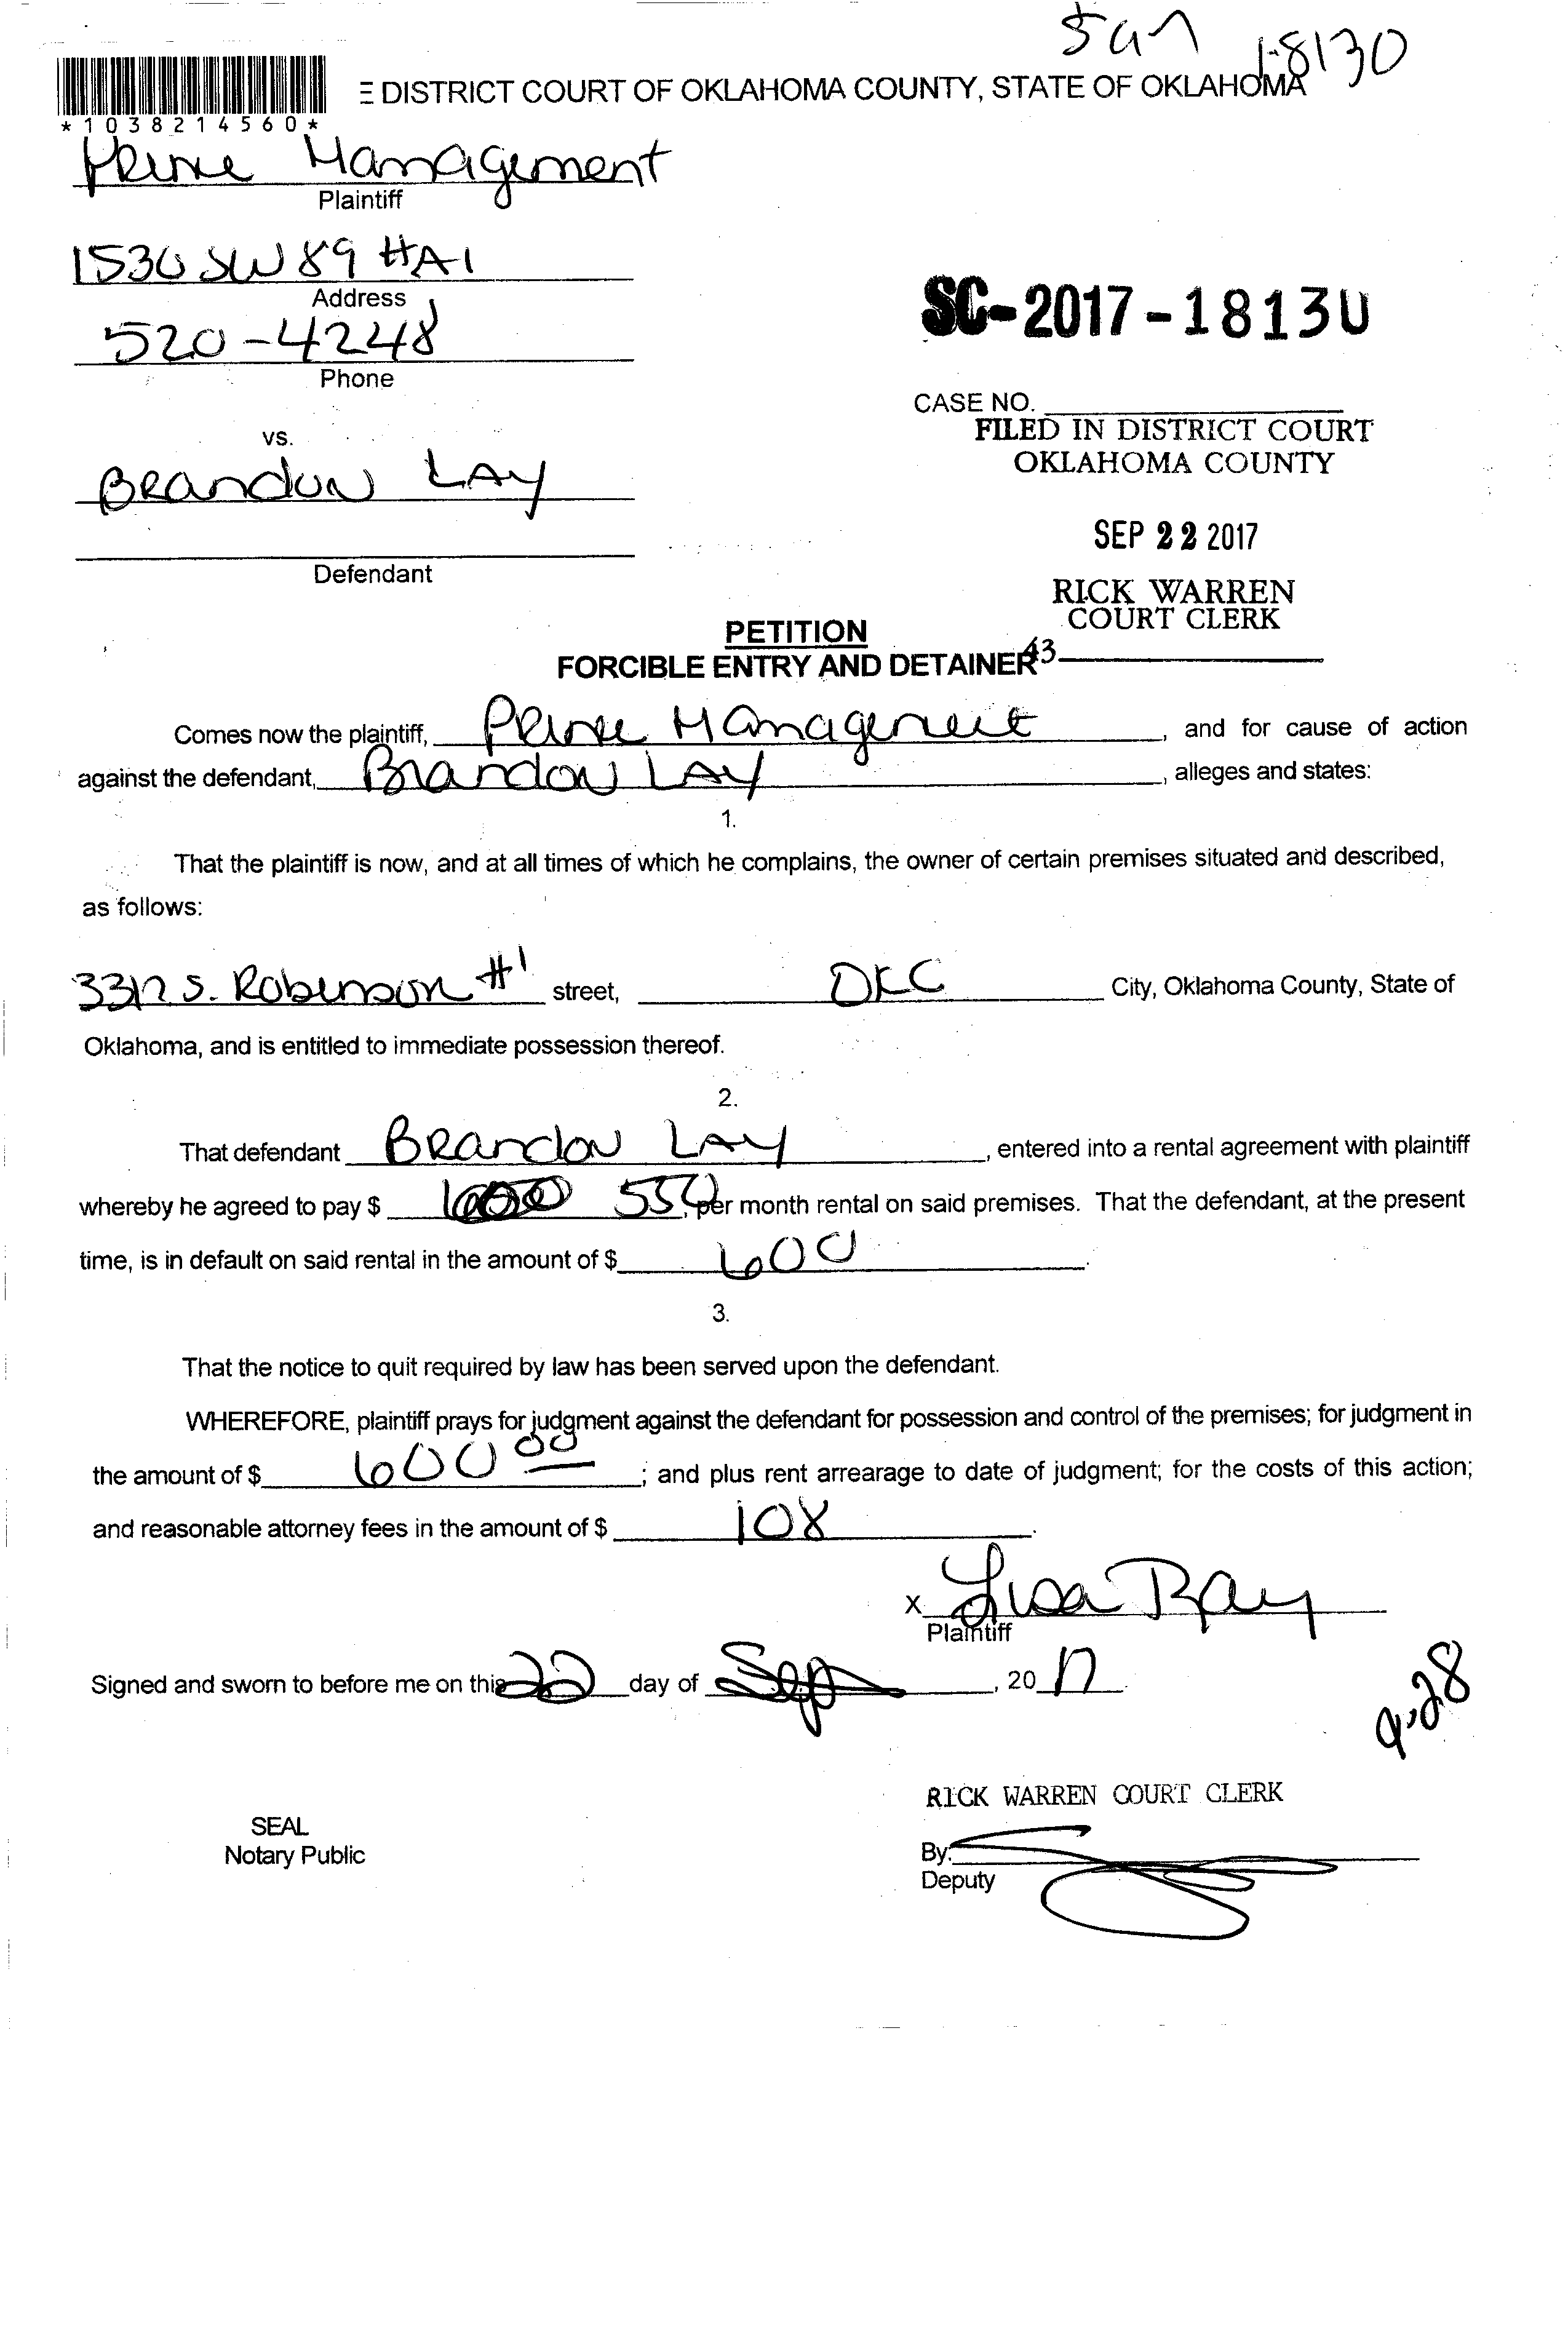 San 1-8130
E DISTRICT COURT OF OKLAHOMA COUNTY, STATE OF OKLAHOMA
*1038214560*
Management
Plaintiff
1530 SW 89 #A1
Address
520-4248
Phone
SC-2017-1813U
CASE NO.
FILED IN DISTRICT COURT
OKLAHOMA COUNTY
vs.
Brandon LAY
Defendant
SEP 22 2017
RICK WARREN
COURT CLERK
PETITION
FORCIBLE ENTRY AND DETAINER 43
Comes now the plaintiff, Management, and for cause of action
against the defendant, Brandon LAY, alleges and states:
1.
That the plaintiff is now, and at all times of which he complains, the owner of certain premises situated and described,
as follows:
3312 S. Robinson #1 street, OKC City, Oklahoma County, State of
Oklahoma, and is entitled to immediate possession thereof.
2.
That defendant Brandon LAY, entered into a rental agreement with plaintiff
whereby he agreed to pay $ 550, per month rental on said premises. That the defendant, at the present
time, is in default on said rental in the amount of $ 600.
3.
That the notice to quit required by law has been served upon the defendant.
WHEREFORE, plaintiff prays for judgment against the defendant for possession and control of the premises; for judgment in
the amount of $ 600 00; and plus rent arrearage to date of judgment; for the costs of this action;
and reasonable attorney fees in the amount of $ 108.
X Lisa Ray
Plaintiff
Signed and sworn to before me on this 22 day of Sep, 20 17.
9.28
RICK WARREN COURT CLERK
SEAL
Notary Public
By:
Deputy